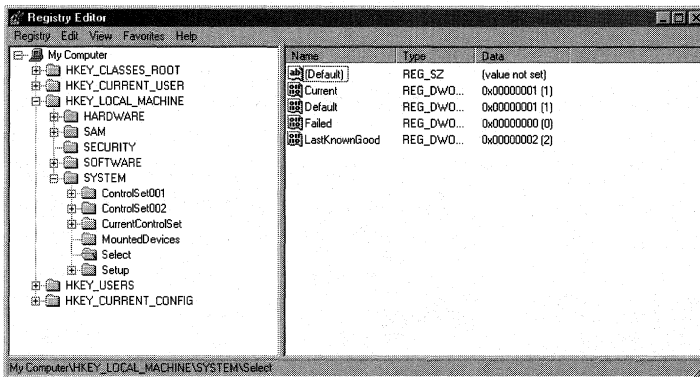 Registry Editor
Registry Edit View Favorites Help
My Computer
HKEY_CLASSES_ROOT
HKEY_CURRENT_USER
HKEY_LOCAL_MACHINE
HARDWARE
SAM
SECURITY
SOFTWARE
SYSTEM
ControlSet001
ControlSet002
CurrentControlSet
MountedDevices
Select
Setup
HKEY_USERS
HKEY_CURRENT_CONFIG
Name Type Data
(Default) REG_SZ (value not set)
Current REG_DWO... 0x00000001 (1)
Default REG_DWO... 0x00000001 (1)
Failed REG_DWO... 0x00000000 (0)
LastKnownGood REG_DWO... 0x00000002 (2)
My Computer\HKEY_LOCAL_MACHINE\SYSTEM\Select